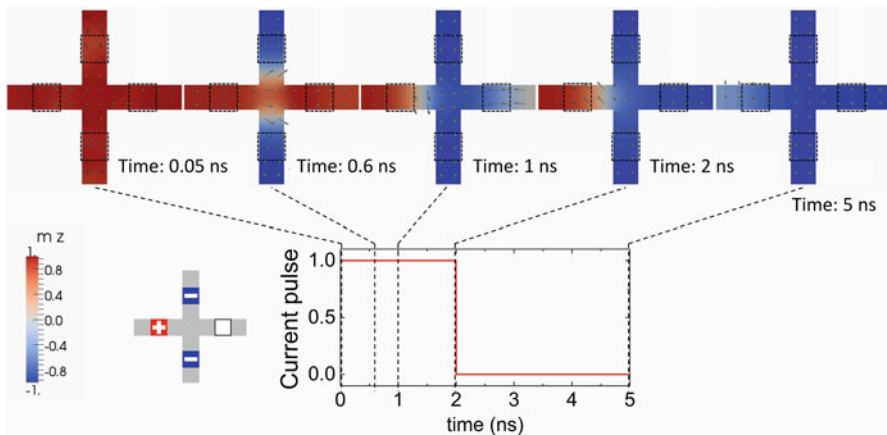 Time: 0.05 ns
Time: 0.6 ns
Time: 1 ns
Time: 2 ns
Time: 5 ns
m z
1.
0.8
0.4
0.0
-0.4
-0.8
-1.
+
−
−
Current pulse
1.0
0.5
0.0
0 1 2 3 4 5
time (ns)